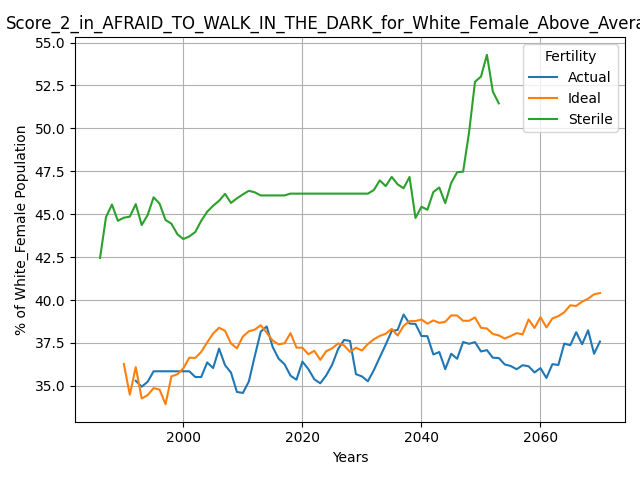 Score_2_in_AFRAID_TO_WALK_IN_THE_DARK_for_White_Female_Above_Avera
Fertility
Actual
Ideal
Sterile
% of White_Female Population
55.0
52.5
50.0
47.5
45.0
42.5
40.0
37.5
35.0
2000
2020
2040
2060
Years